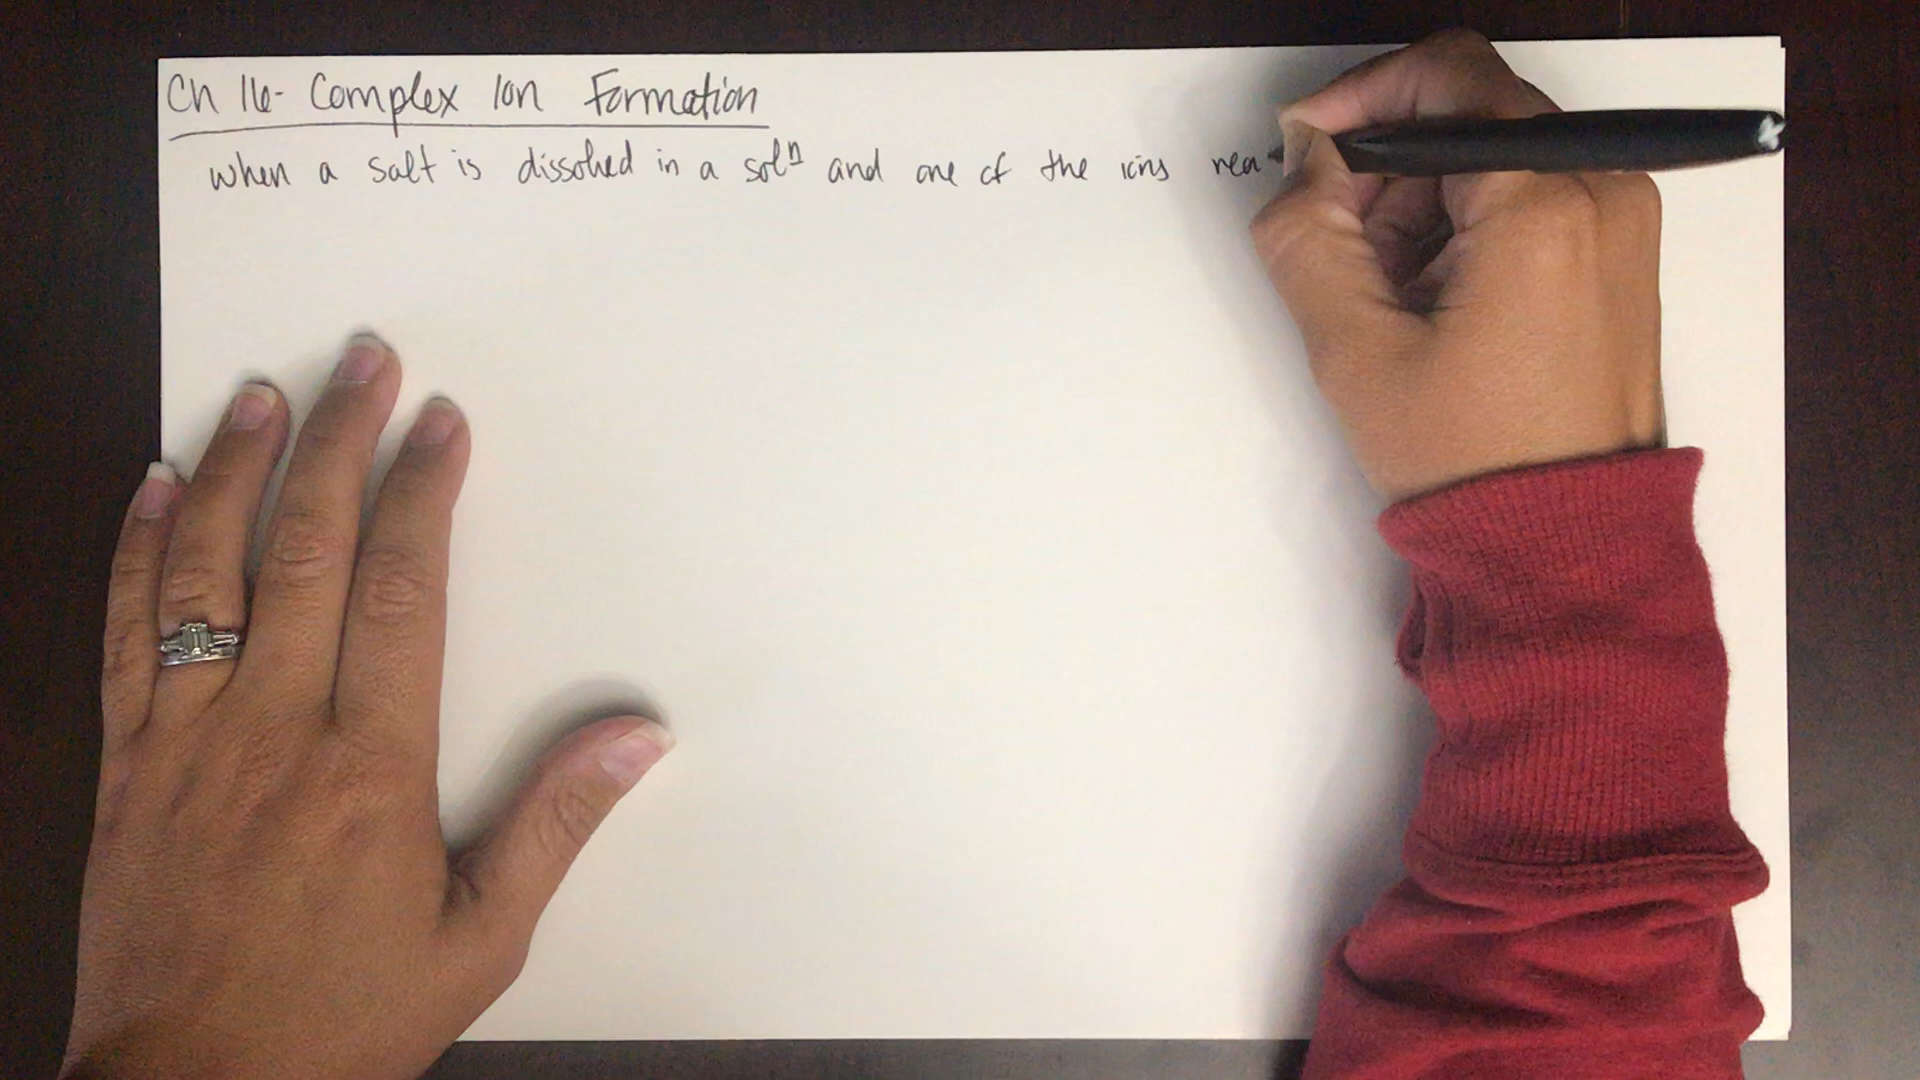 Ch 16- Complex Ion Formation
when a salt is dissolved in a solⁿ and one of the ions rea